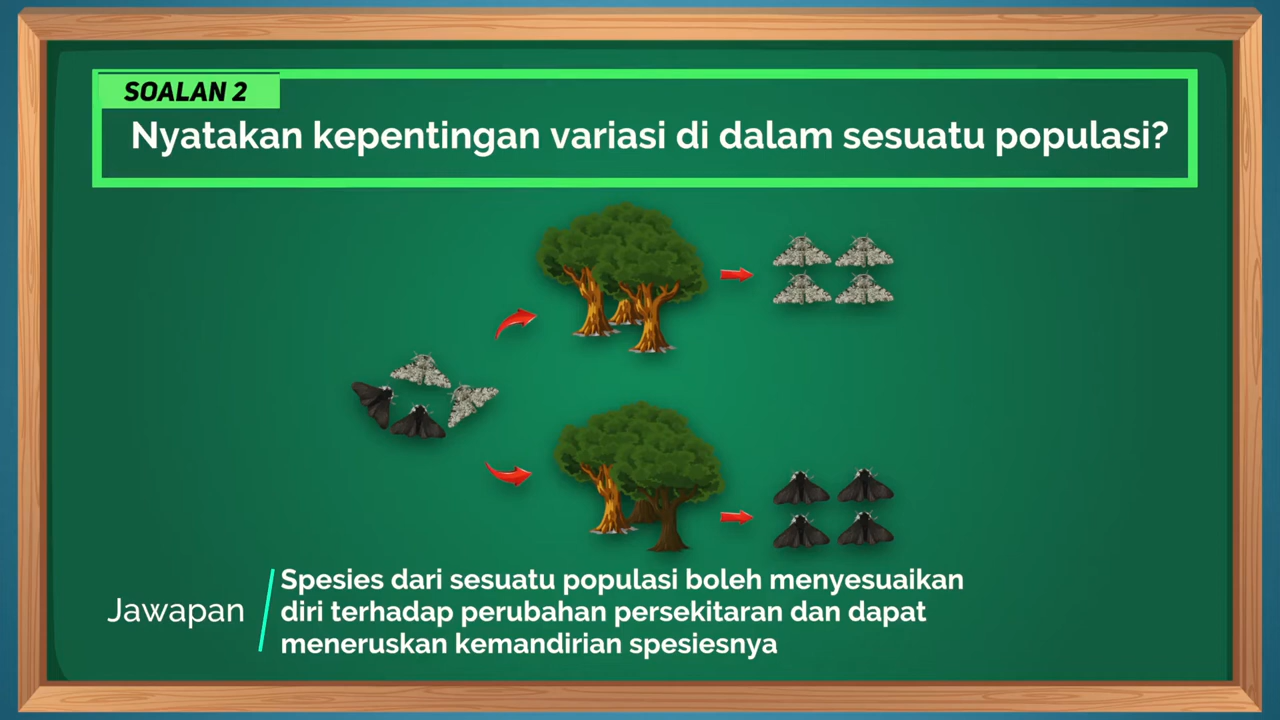 SOALAN 2
Nyatakan kepentingan variasi di dalam sesuatu populasi?
Jawapan
Spesies dari sesuatu populasi boleh menyesuaikan
diri terhadap perubahan persekitaran dan dapat
meneruskan kemandirian spesiesnya